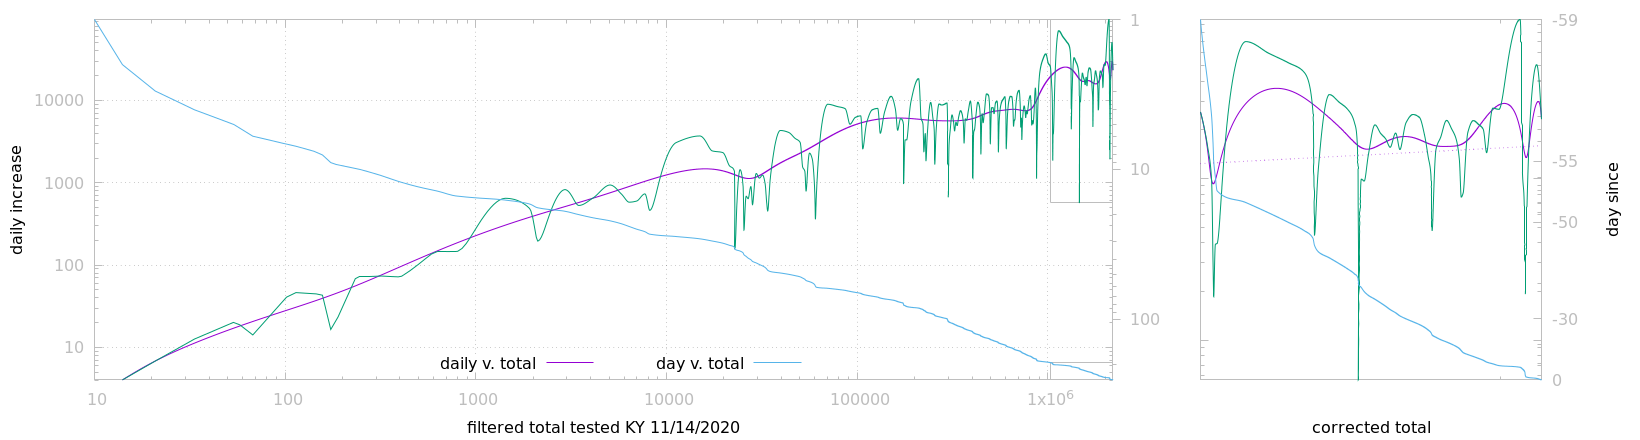 daily increase
10000
1000
100
10
10
100
1000
10000
100000
1x10⁶
1
10
100
daily v. total
day v. total
filtered total tested KY 11/14/2020
-59
-55
-50
-30
0
day since
corrected total